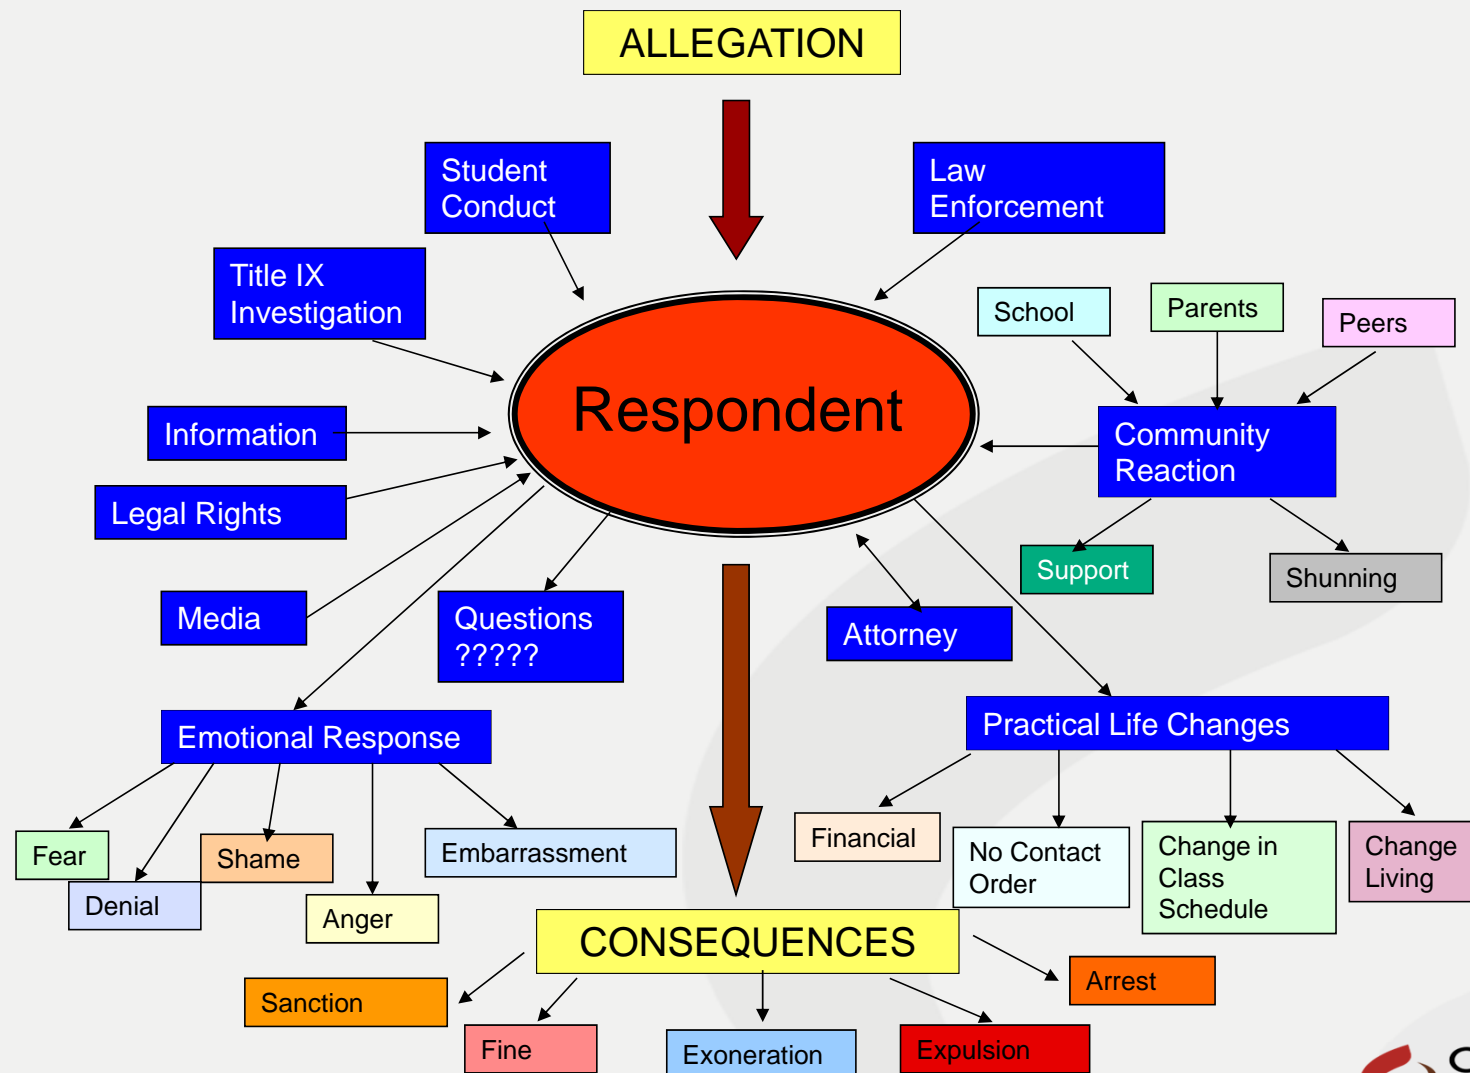 ALLEGATION
Student
Conduct
Law
Enforcement
Title IX
Investigation
School
Parents
Peers
Respondent
Information
Community
Reaction
Legal Rights
Support
Shunning
Media
Questions
?????
Attorney
Emotional Response
Practical Life Changes
Fear
Shame
Embarrassment
Financial
No Contact
Order
Change in
Class
Schedule
Change
Living
Denial
Anger
CONSEQUENCES
Sanction
Arrest
Fine
Exoneration
Expulsion